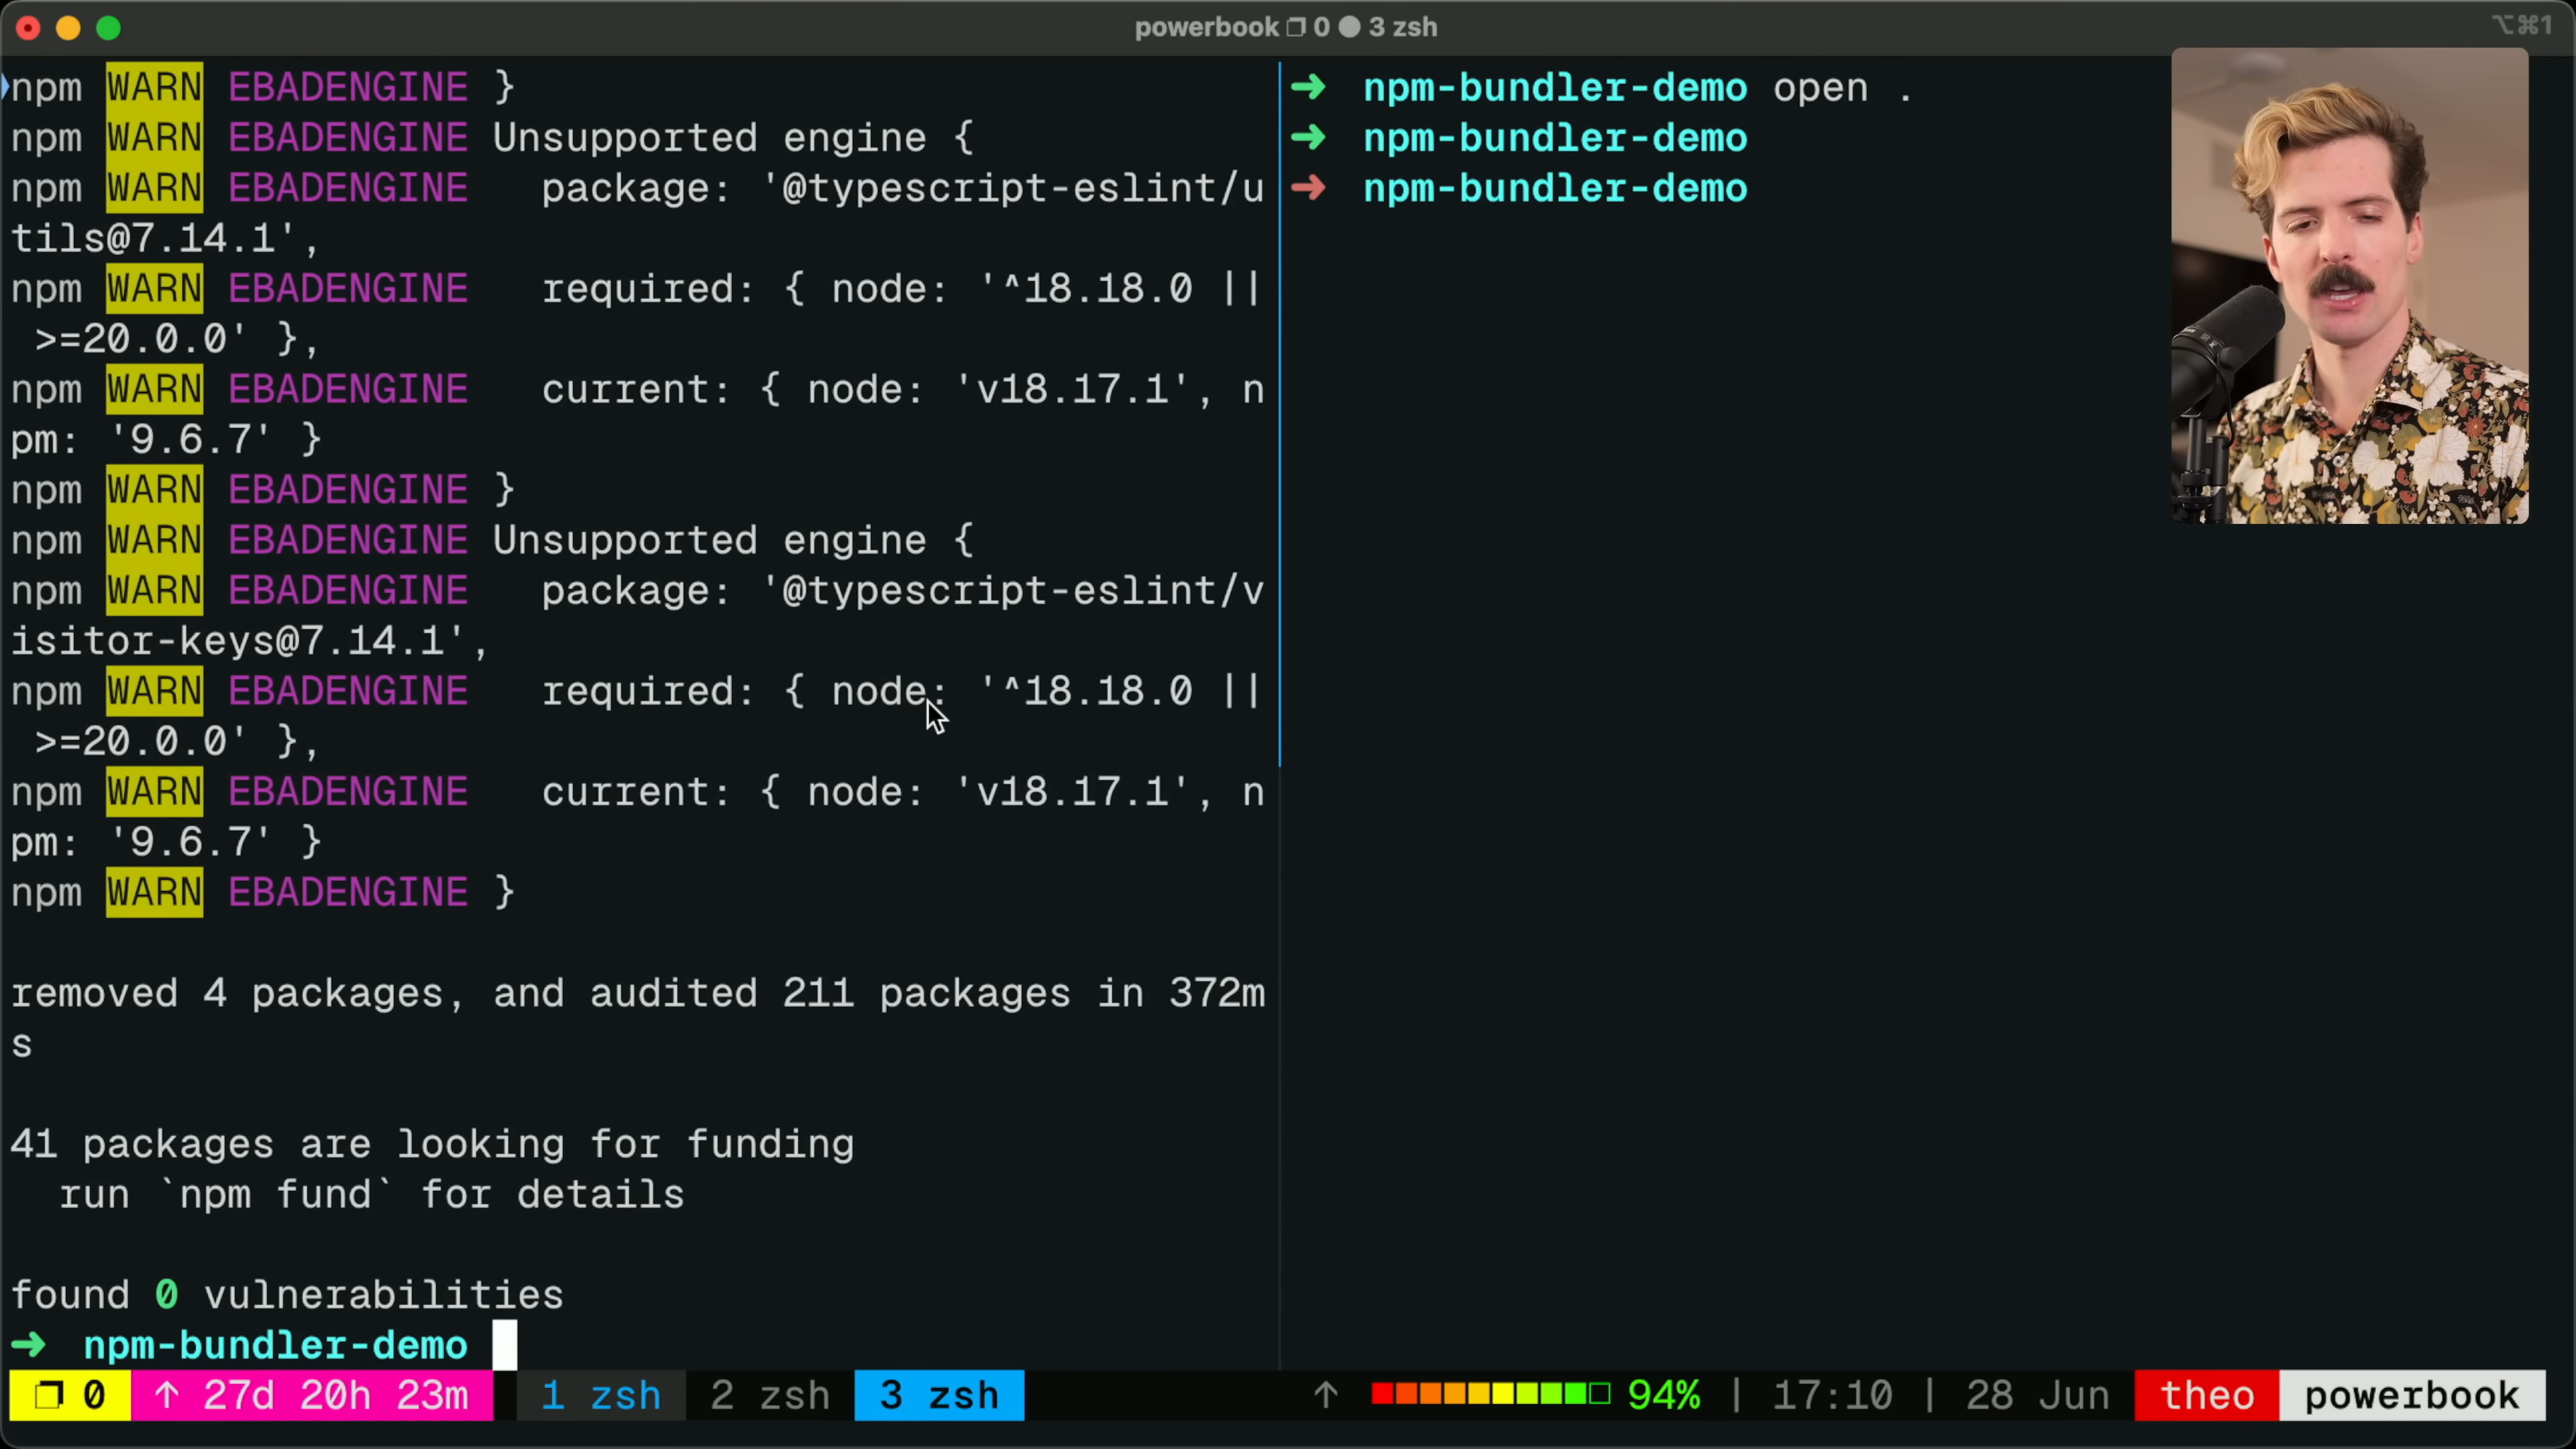 powerbook 0 3 zsh
⌥⌘1
npm WARN EBADENGINE }
npm WARN EBADENGINE Unsupported engine {
npm WARN EBADENGINE   package: '@typescript-eslint/u
tils@7.14.1',
npm WARN EBADENGINE   required: { node: '^18.18.0 ||
 >=20.0.0' },
npm WARN EBADENGINE   current: { node: 'v18.17.1', n
pm: '9.6.7' }
npm WARN EBADENGINE }
npm WARN EBADENGINE Unsupported engine {
npm WARN EBADENGINE   package: '@typescript-eslint/v
isitor-keys@7.14.1',
npm WARN EBADENGINE   required: { node: '^18.18.0 ||
 >=20.0.0' },
npm WARN EBADENGINE   current: { node: 'v18.17.1', n
pm: '9.6.7' }
npm WARN EBADENGINE }
removed 4 packages, and audited 211 packages in 372m
s
41 packages are looking for funding
  run `npm fund` for details
found 0 vulnerabilities
➜ npm-bundler-demo
➜ npm-bundler-demo open .
➜ npm-bundler-demo
➜ npm-bundler-demo
0 ↑ 27d 20h 23m 1 zsh 2 zsh 3 zsh ↑ 94% | 17:10 | 28 Jun theo powerbook